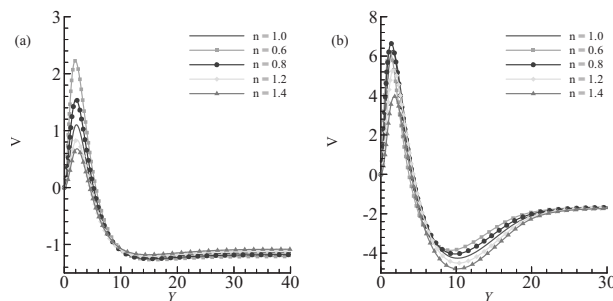 (a)
n = 1.0
n = 0.6
n = 0.8
n = 1.2
n = 1.4
3
2
1
0
-1
V
0
10
20
30
40
Y
(b)
n = 1.0
n = 0.6
n = 0.8
n = 1.2
n = 1.4
8
6
4
2
0
-2
-4
V
0
10
20
30
Y